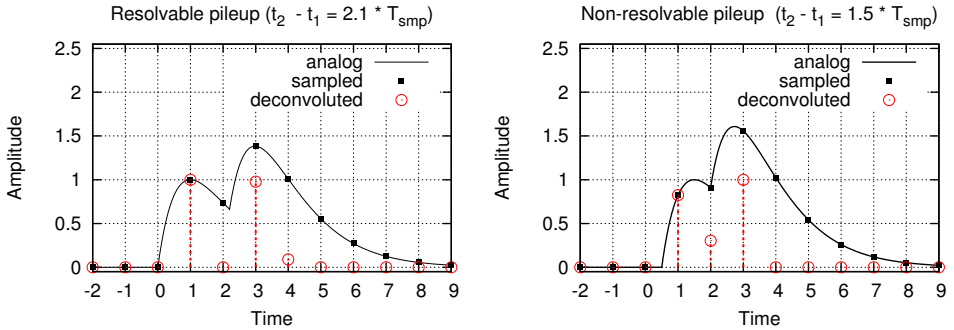 Resolvable pileup (t2 - t1 = 2.1 * Tsmp)
2.5
2
1.5
1
0.5
0
Amplitude
analog
sampled
deconvoluted
-2 -1 0 1 2 3 4 5 6 7 8 9
Time
Non-resolvable pileup (t2 - t1 = 1.5 * Tsmp)
2.5
2
1.5
1
0.5
0
Amplitude
analog
sampled
deconvoluted
-2 -1 0 1 2 3 4 5 6 7 8 9
Time